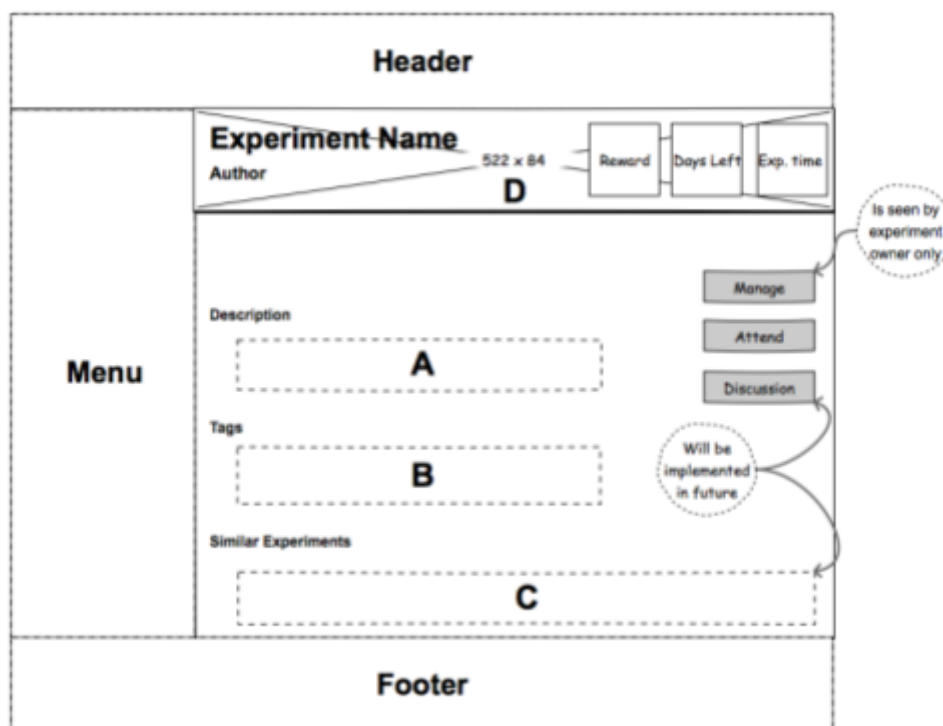 Header
Experiment Name
Author
522 x 84
D
Reward
Days Left
Exp. time
Is seen by
experiment
owner only.
Manage
Attend
Discussion
Menu
Description
A
Tags
B
Will be
implemented
in future
Similar Experiments
C
Footer